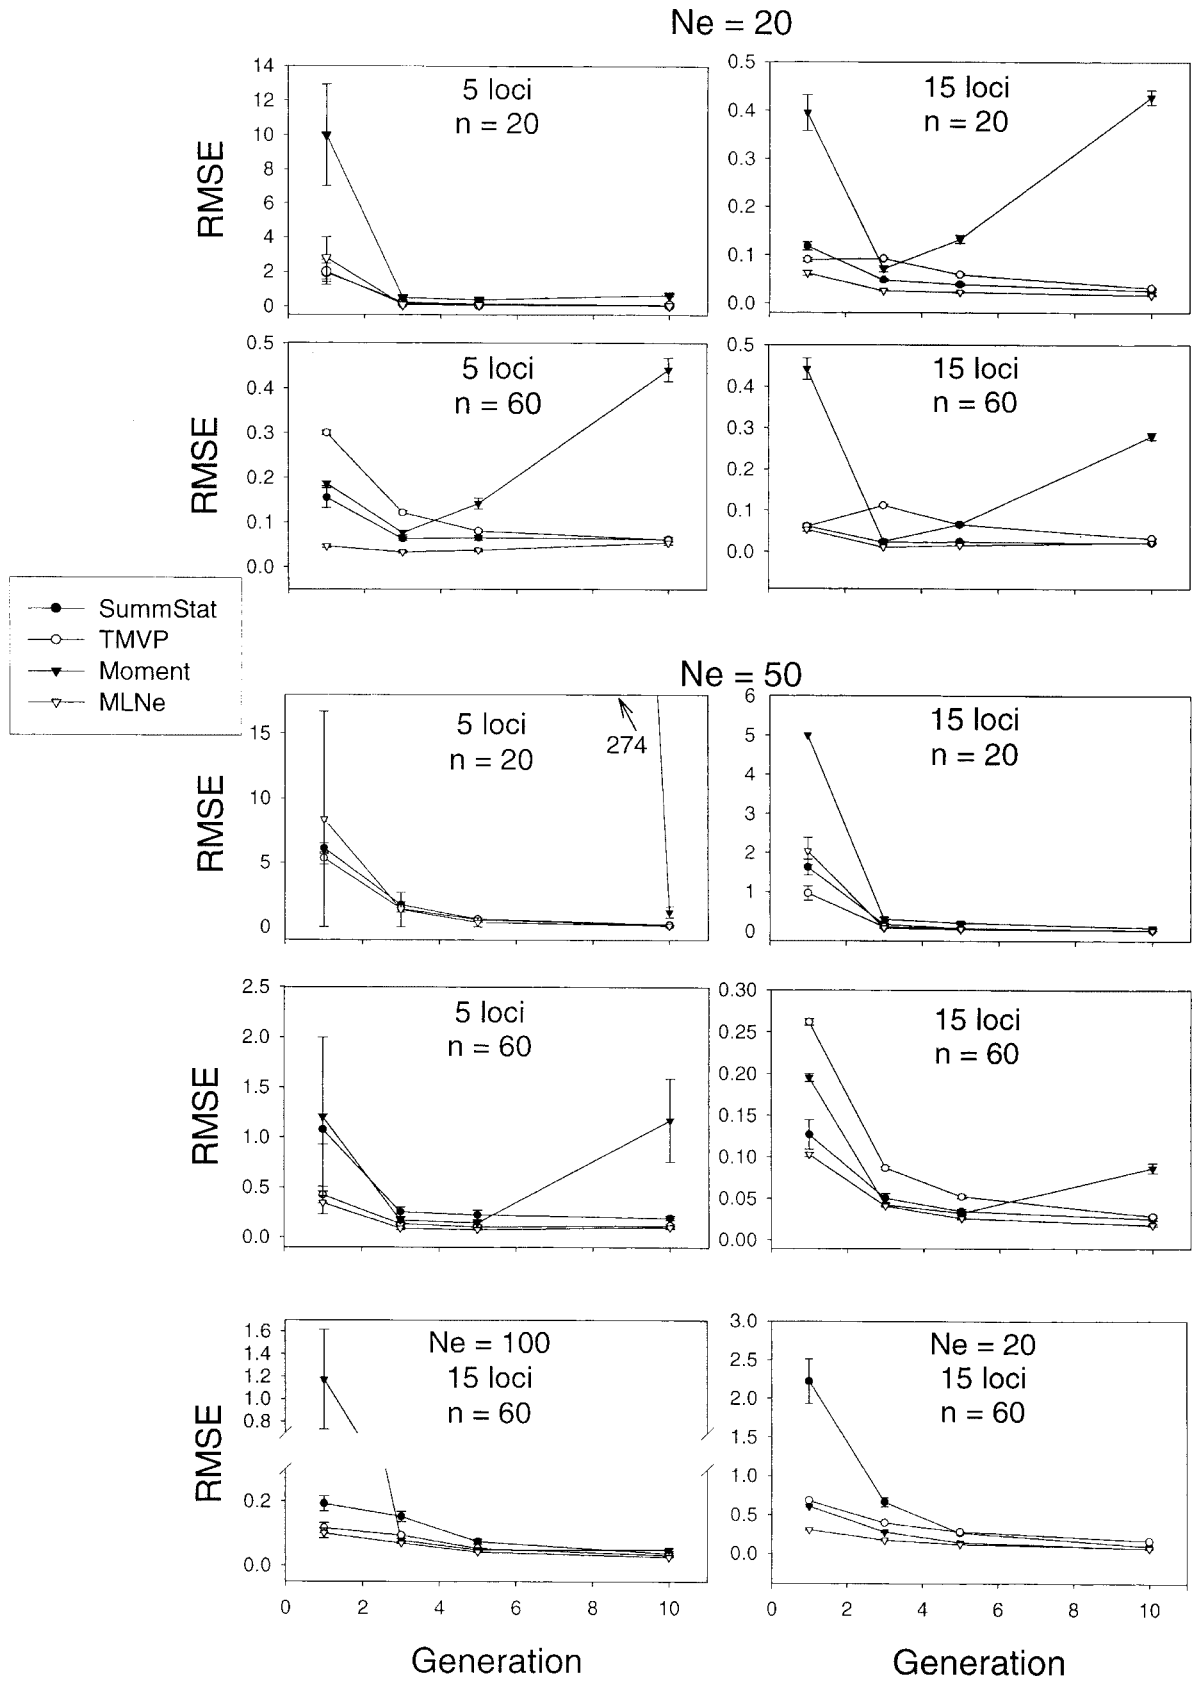 Ne = 20
5 loci
n = 20
RMSE
14
12
10
8
6
4
2
0
15 loci
n = 20
0.5
0.4
0.3
0.2
0.1
0.0
5 loci
n = 60
RMSE
0.5
0.4
0.3
0.2
0.1
0.0
15 loci
n = 60
0.5
0.4
0.3
0.2
0.1
0.0
SummStat
TMVP
Moment
MLNe
Ne = 50
5 loci
n = 20
274
RMSE
15
10
5
0
15 loci
n = 20
6
5
4
3
2
1
0
5 loci
n = 60
RMSE
2.5
2.0
1.5
1.0
0.5
0.0
15 loci
n = 60
0.30
0.25
0.20
0.15
0.10
0.05
0.00
Ne = 100
15 loci
n = 60
RMSE
1.6
1.4
1.2
1.0
0.8
0.2
0.0
0 2 4 6 8 10
Generation
Ne = 20
15 loci
n = 60
3.0
2.5
2.0
1.5
1.0
0.5
0.0
0 2 4 6 8 10
Generation